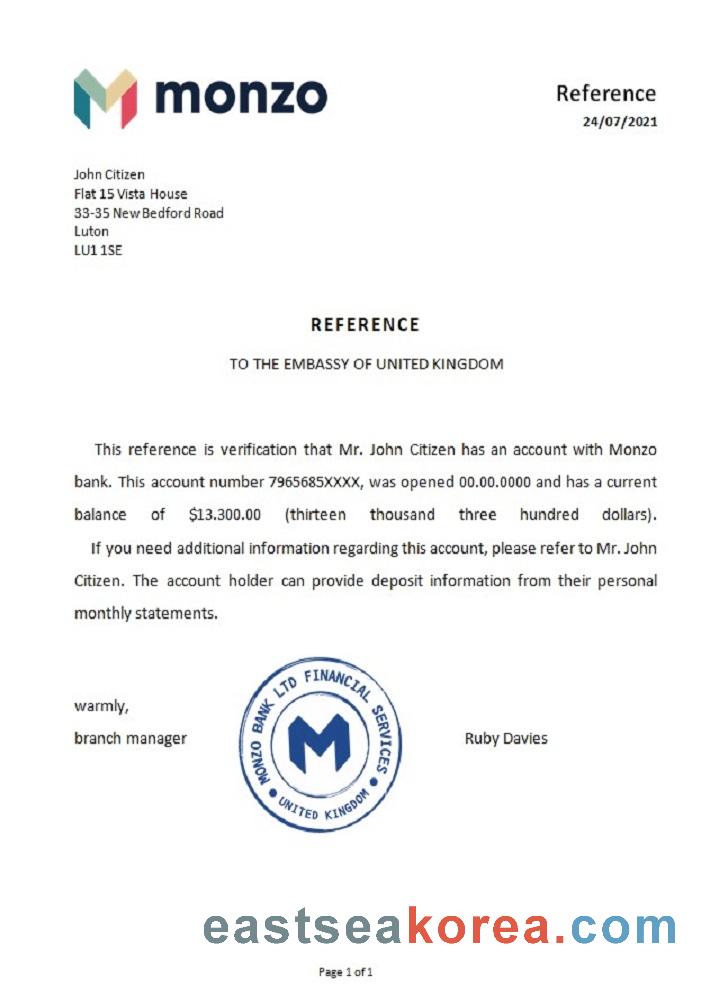 monzo
Reference
24/07/2021
John Citizen
Flat 15 Vista House
33-35 New Bedford Road
Luton
LU1 1SE
REFERENCE
TO THE EMBASSY OF UNITED KINGDOM
This reference is verification that Mr. John Citizen has an account with Monzo
bank. This account number 7965685XXXX, was opened 00.00.0000 and has a current
balance of $13.300.00 (thirteen thousand three hundred dollars).
If you need additional information regarding this account, please refer to Mr. John
Citizen. The account holder can provide deposit information from their personal
monthly statements.
warmly,
branch manager
MONZO BANK LTD FINANCIAL SERVICES
UNITED KINGDOM
Ruby Davies
eastseakorea.com
Page 1 of 1